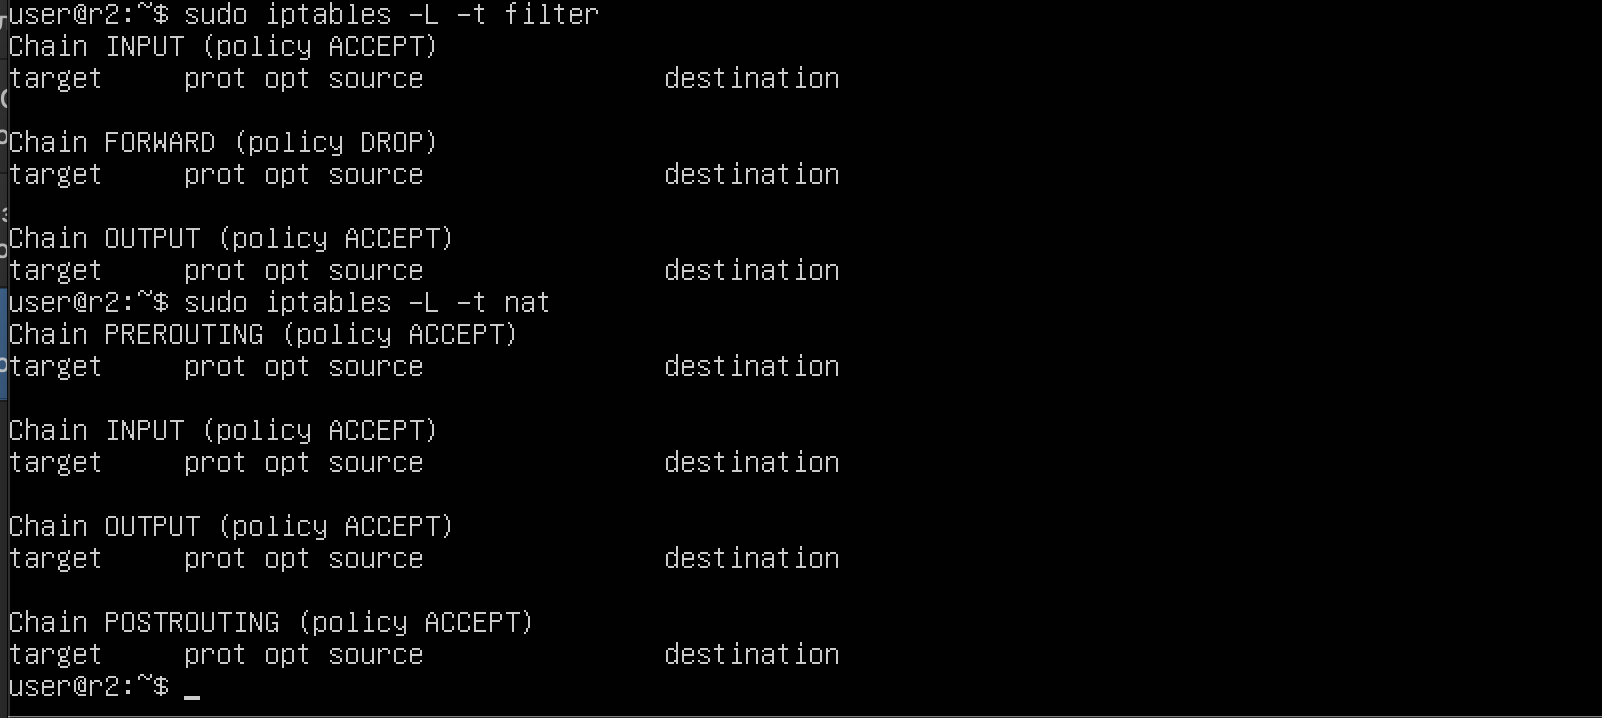 user@r2:~$ sudo iptables -L -t filter
Chain INPUT (policy ACCEPT)
target     prot opt source               destination

Chain FORWARD (policy DROP)
target     prot opt source               destination

Chain OUTPUT (policy ACCEPT)
target     prot opt source               destination
user@r2:~$ sudo iptables -L -t nat
Chain PREROUTING (policy ACCEPT)
target     prot opt source               destination

Chain INPUT (policy ACCEPT)
target     prot opt source               destination

Chain OUTPUT (policy ACCEPT)
target     prot opt source               destination

Chain POSTROUTING (policy ACCEPT)
target     prot opt source               destination
user@r2:~$ _